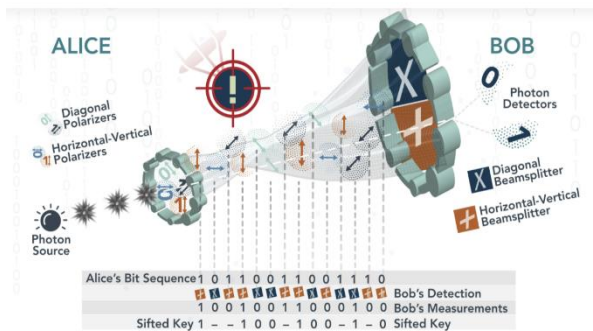 ALICE
BOB
Diagonal
Polarizers
Horizontal-Vertical
Polarizers
Photon
Source
0
1
Photon
Detectors
Diagonal
Beamsplitter
Horizontal-Vertical
Beamsplitter
Alice's Bit Sequence 1 0 1 1 0 0 1 1 0 0 1 1 1 0
Bob's Detection
1 0 0 1 0 0 1 1 0 0 0 1 0 0 Bob's Measurements
Sifted Key 1 – – 1 0 0 – 1 0 0 – 1 – 0 Sifted Key